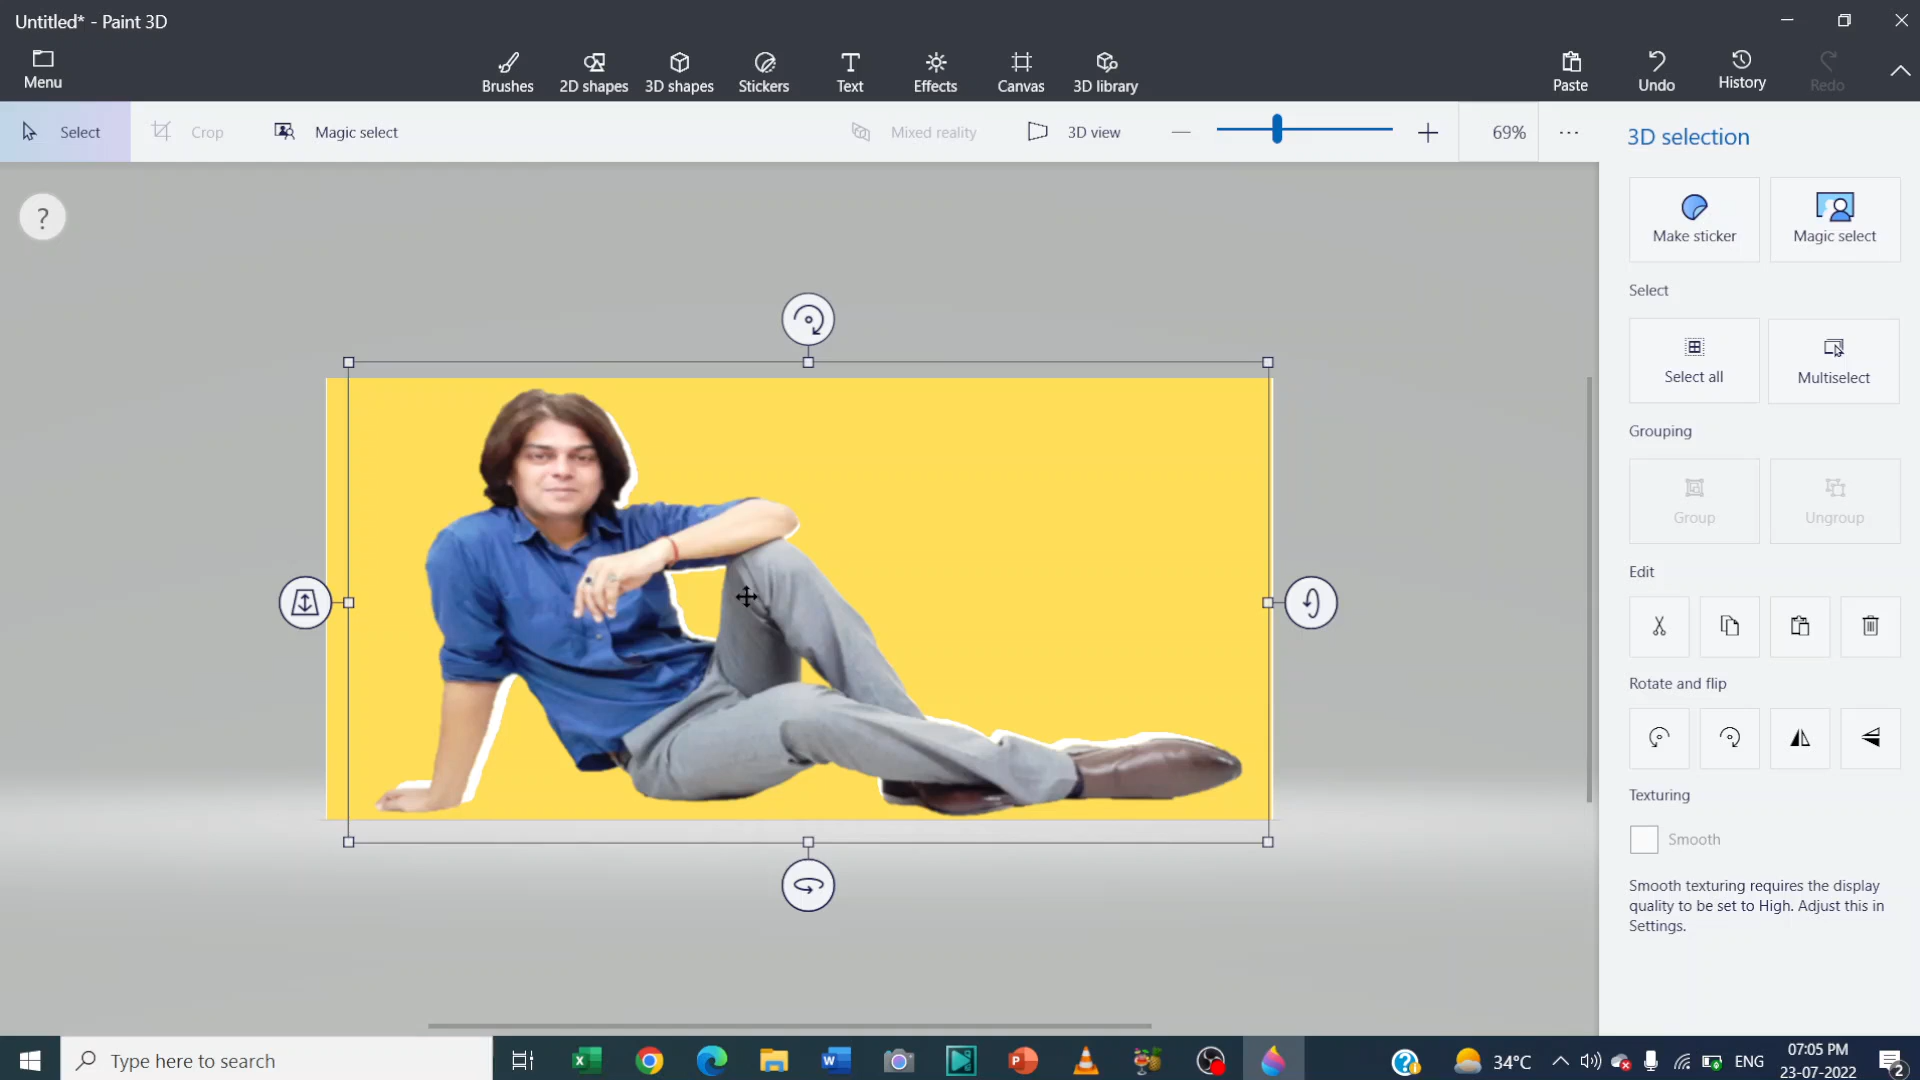 Untitled* - Paint 3D
Menu
Brushes
2D shapes
3D shapes
Stickers
Text
Effects
Canvas
3D library
Paste
Undo
History
Redo
Select
Crop
Magic select
Mixed reality
3D view
69%
?
3D selection
Make sticker
Magic select
Select
Select all
Multiselect
Grouping
Group
Ungroup
Edit
Rotate and flip
Texturing
Smooth
Smooth texturing requires the display
quality to be set to High. Adjust this in
Settings.
Type here to search
34°C
ENG
07:05 PM
23-07-2022
2